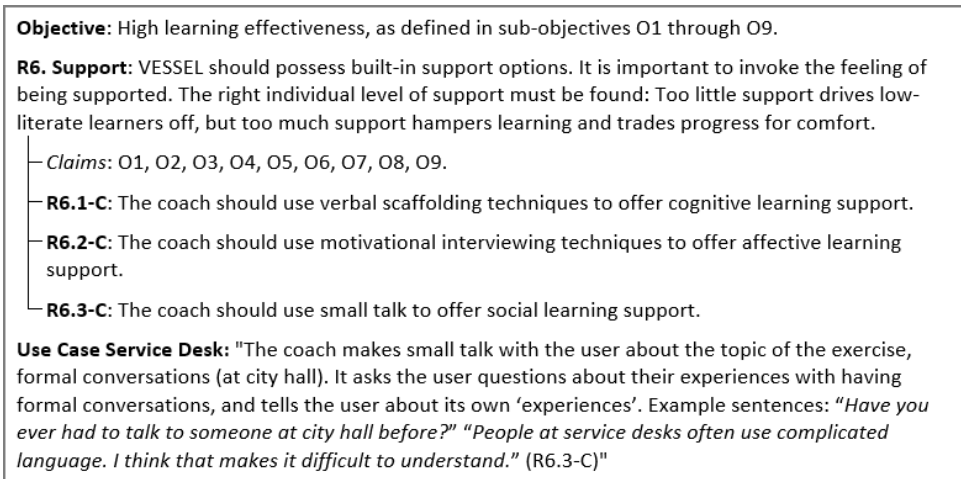 Objective: High learning effectiveness, as defined in sub-objectives O1 through O9.
R6. Support: VESSEL should possess built-in support options. It is important to invoke the feeling of
being supported. The right individual level of support must be found: Too little support drives low-
literate learners off, but too much support hampers learning and trades progress for comfort.
Claims: O1, O2, O3, O4, O5, O6, O7, O8, O9.
R6.1-C: The coach should use verbal scaffolding techniques to offer cognitive learning support.
R6.2-C: The coach should use motivational interviewing techniques to offer affective learning
support.
R6.3-C: The coach should use small talk to offer social learning support.
Use Case Service Desk: "The coach makes small talk with the user about the topic of the exercise,
formal conversations (at city hall). It asks the user questions about their experiences with having
formal conversations, and tells the user about its own ‘experiences’. Example sentences: “Have you
ever had to talk to someone at city hall before?” “People at service desks often use complicated
language. I think that makes it difficult to understand.” (R6.3-C)"